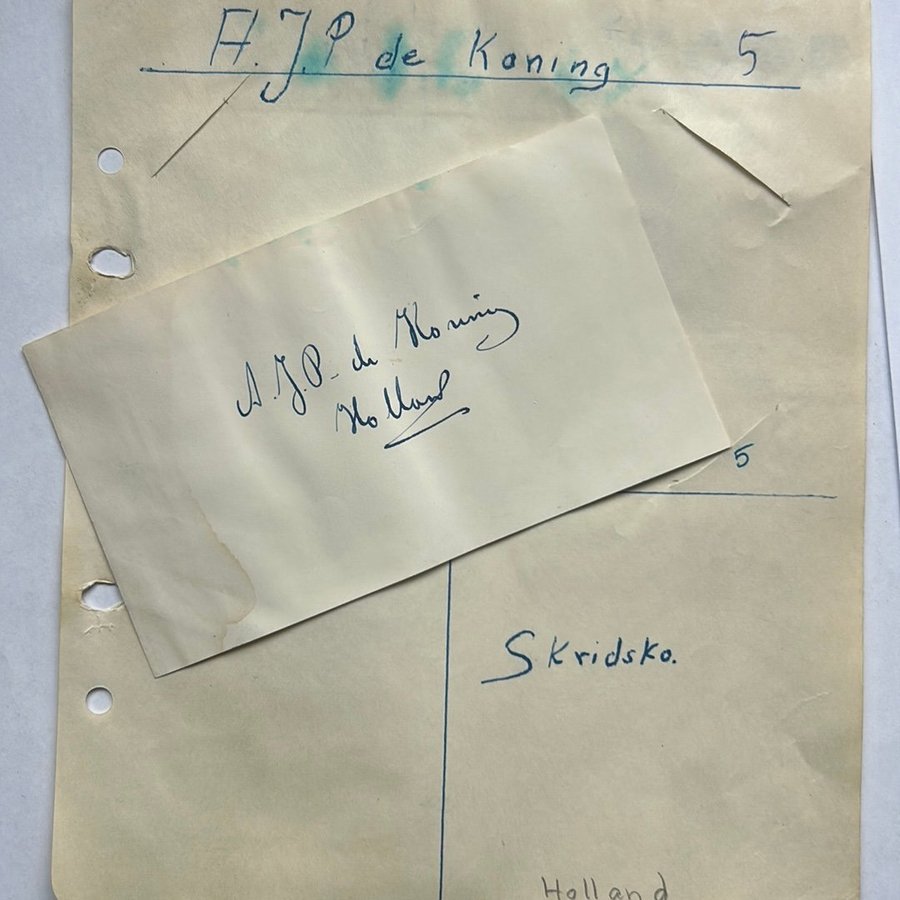 A.J.P de Koning 5
A.J.P. de Koning
Holland
5
Skridsko.
Holland